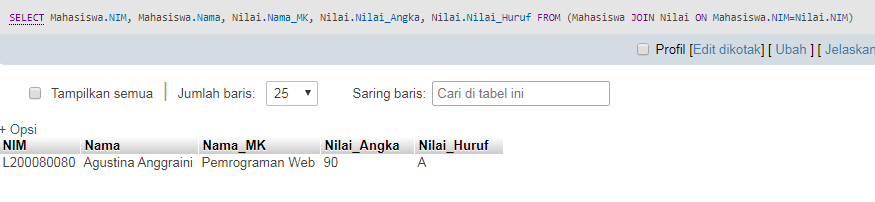 SELECT Mahasiswa.NIM, Mahasiswa.Nama, Nilai.Nama_MK, Nilai.Nilai_Angka, Nilai.Nilai_Huruf FROM (Mahasiswa JOIN Nilai ON Mahasiswa.NIM=Nilai.NIM)
Profil [Edit dikotak] [ Ubah ] [ Jelaskan
Tampilkan semua | Jumlah baris: 25 Saring baris: Cari di tabel ini
+ Opsi
NIM Nama Nama_MK Nilai_Angka Nilai_Huruf
L200080080 Agustina Anggraini Pemrograman Web 90 A